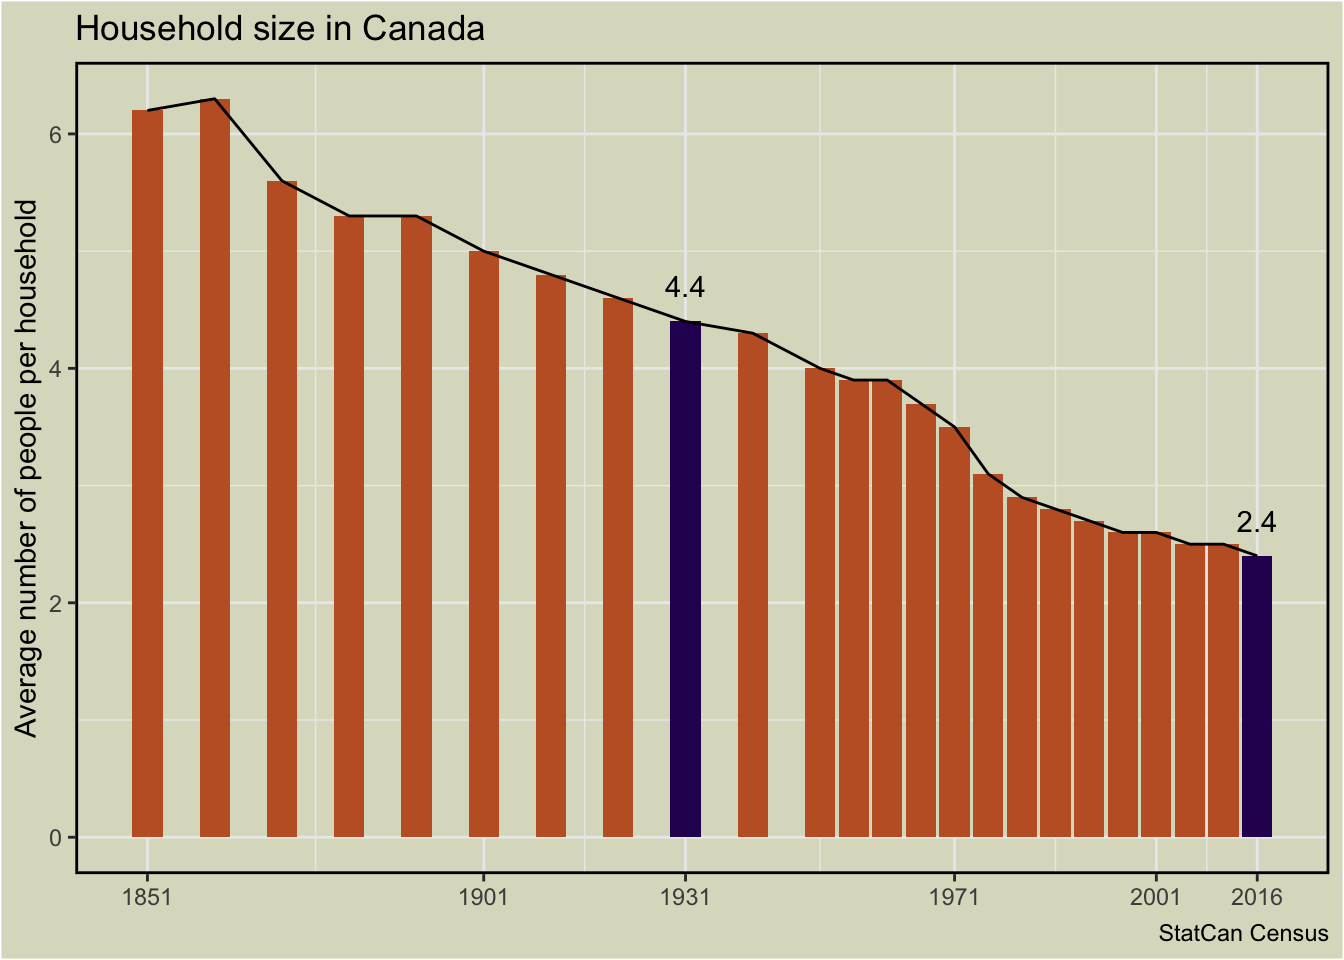 Household size in Canada
Average number of people per household
6
4
2
0
4.4
2.4
1851 1901 1931 1971 2001 2016
StatCan Census